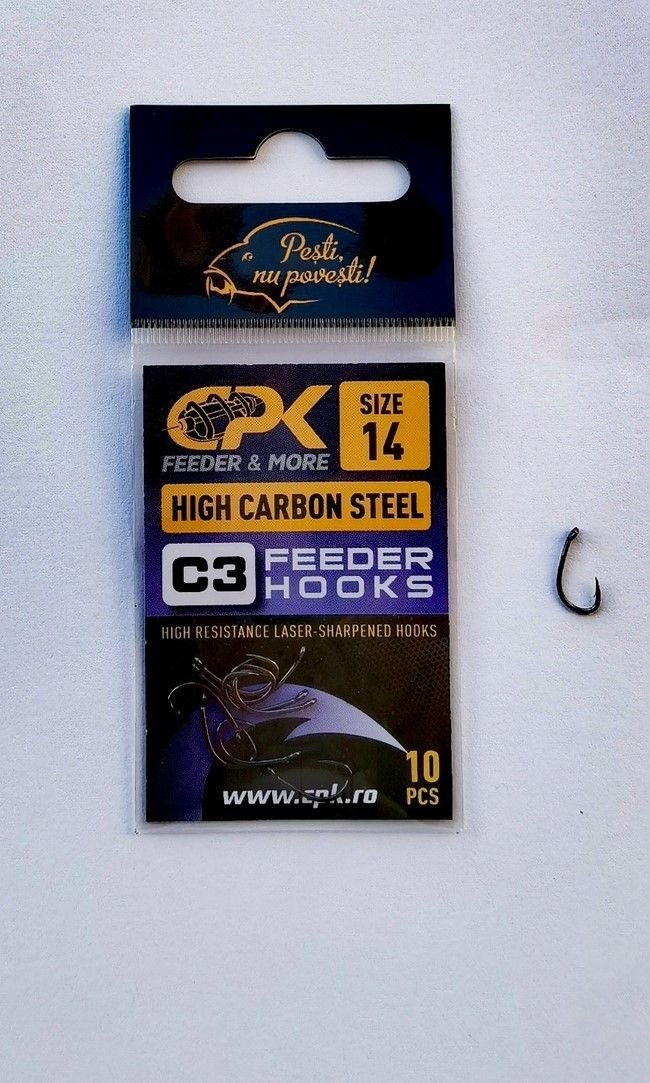 Pești,
nu povești!
CPK
FEEDER & MORE
SIZE
14
HIGH CARBON STEEL
C3
FEEDER
HOOKS
HIGH RESISTANCE LASER-SHARPENED HOOKS
10
PCS
www.cpk.ro